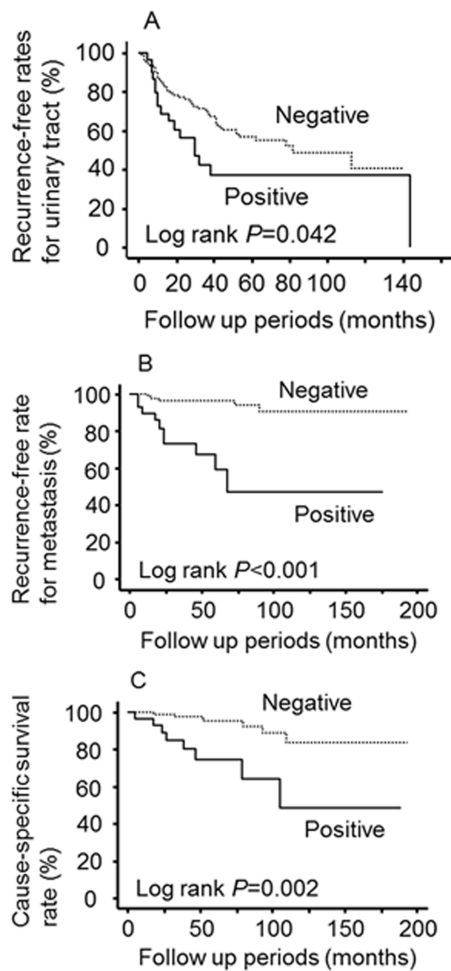 A
Recurrence-free rates
for urinary tract (%)
100
80
60
40
20
0
Negative
Positive
Log rank P=0.042
0 20 40 60 80 100 140
Follow up periods (months)
B
Recurrence-free rate
for metastasis (%)
100
80
60
40
20
0
Negative
Positive
Log rank P<0.001
0 50 100 150 200
Follow up periods (months)
C
Cause-specific survival
rate (%)
100
80
60
40
20
0
Negative
Positive
Log rank P=0.002
0 50 100 150 200
Follow up periods (months)